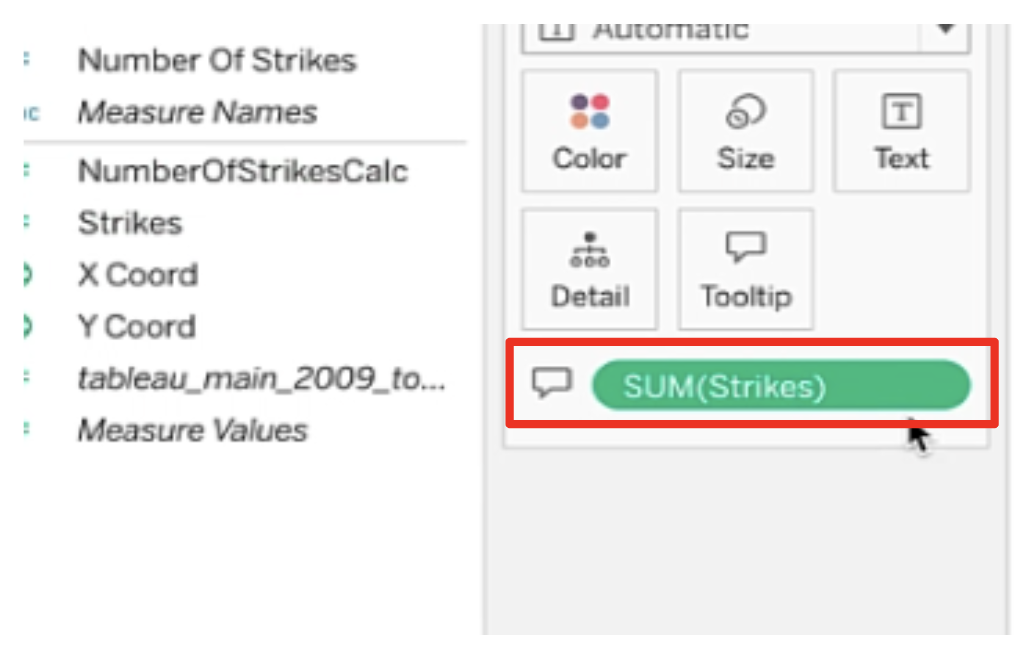 Automatic
Number Of Strikes
Measure Names
NumberOfStrikesCalc
Strikes
X Coord
Y Coord
tableau_main_2009_to...
Measure Values
Color
Size
T
Text
Detail
Tooltip
SUM(Strikes)